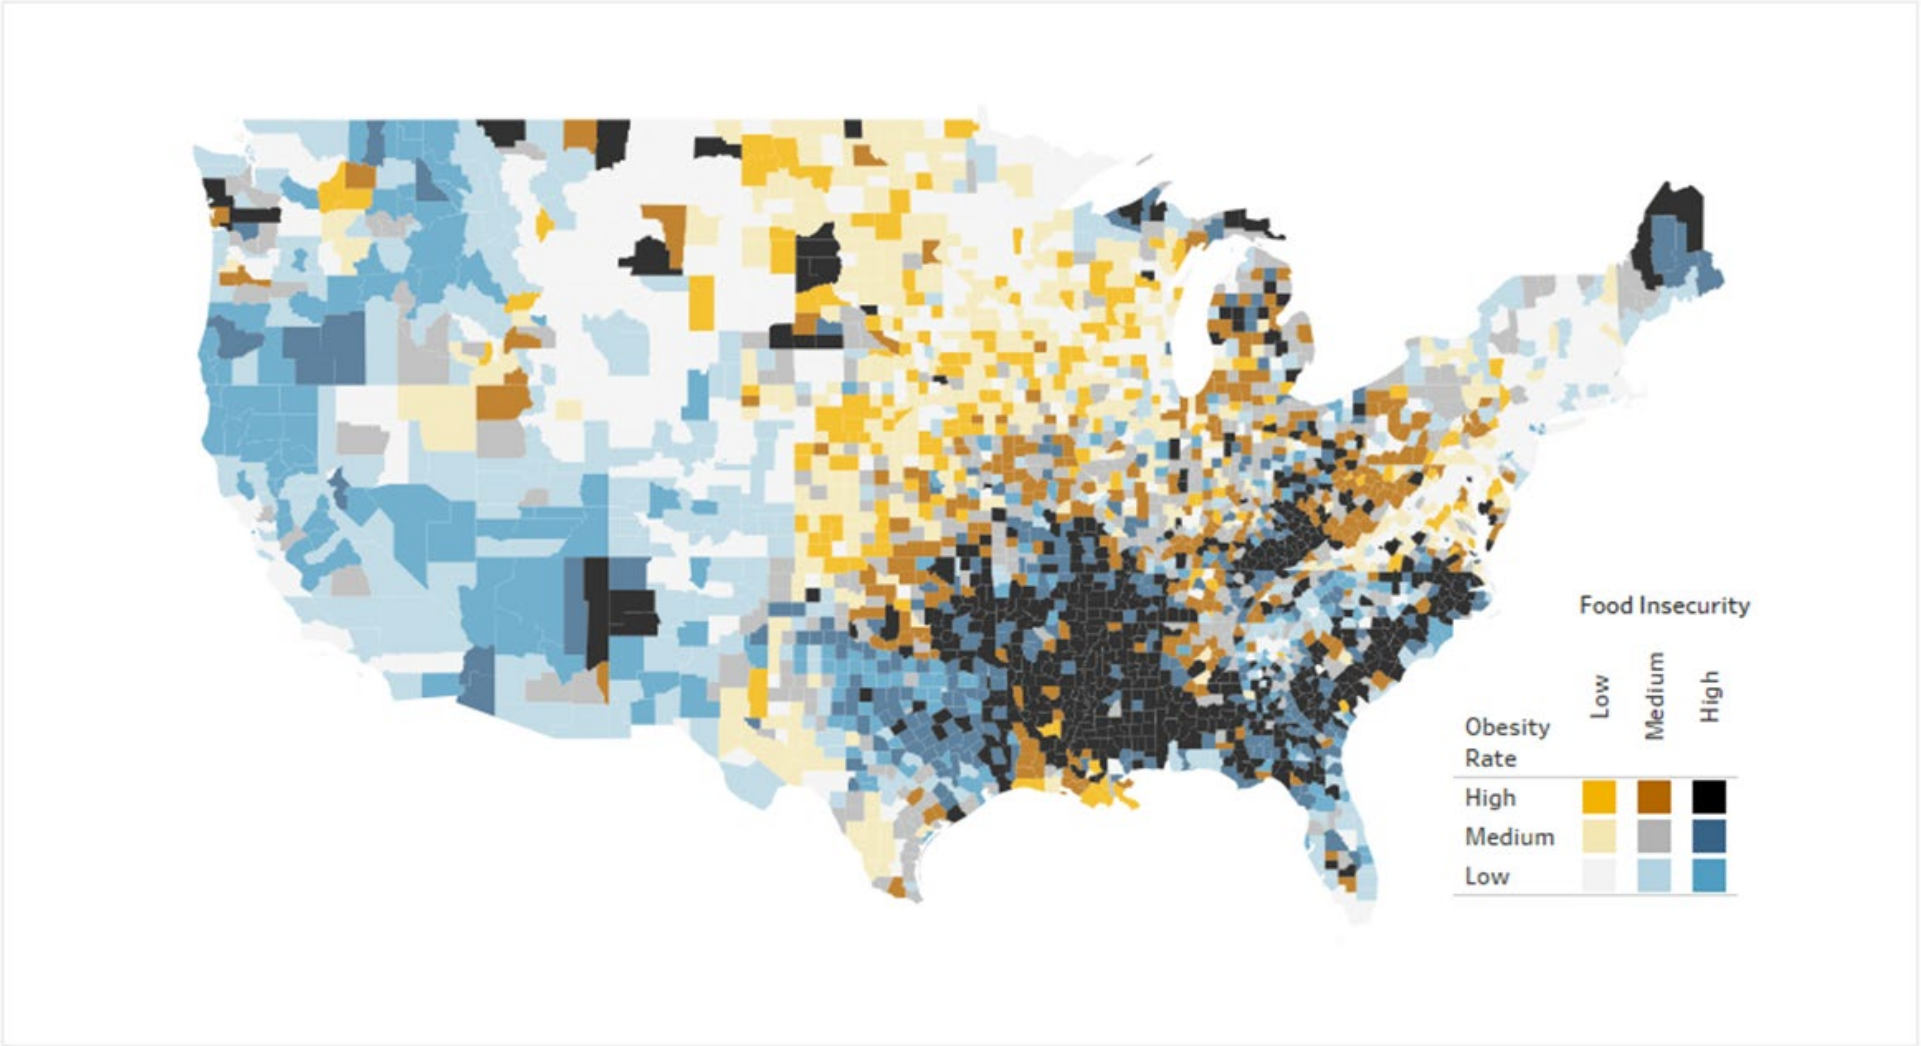 Food Insecurity
Low
Medium
High
Obesity
Rate
High
Medium
Low